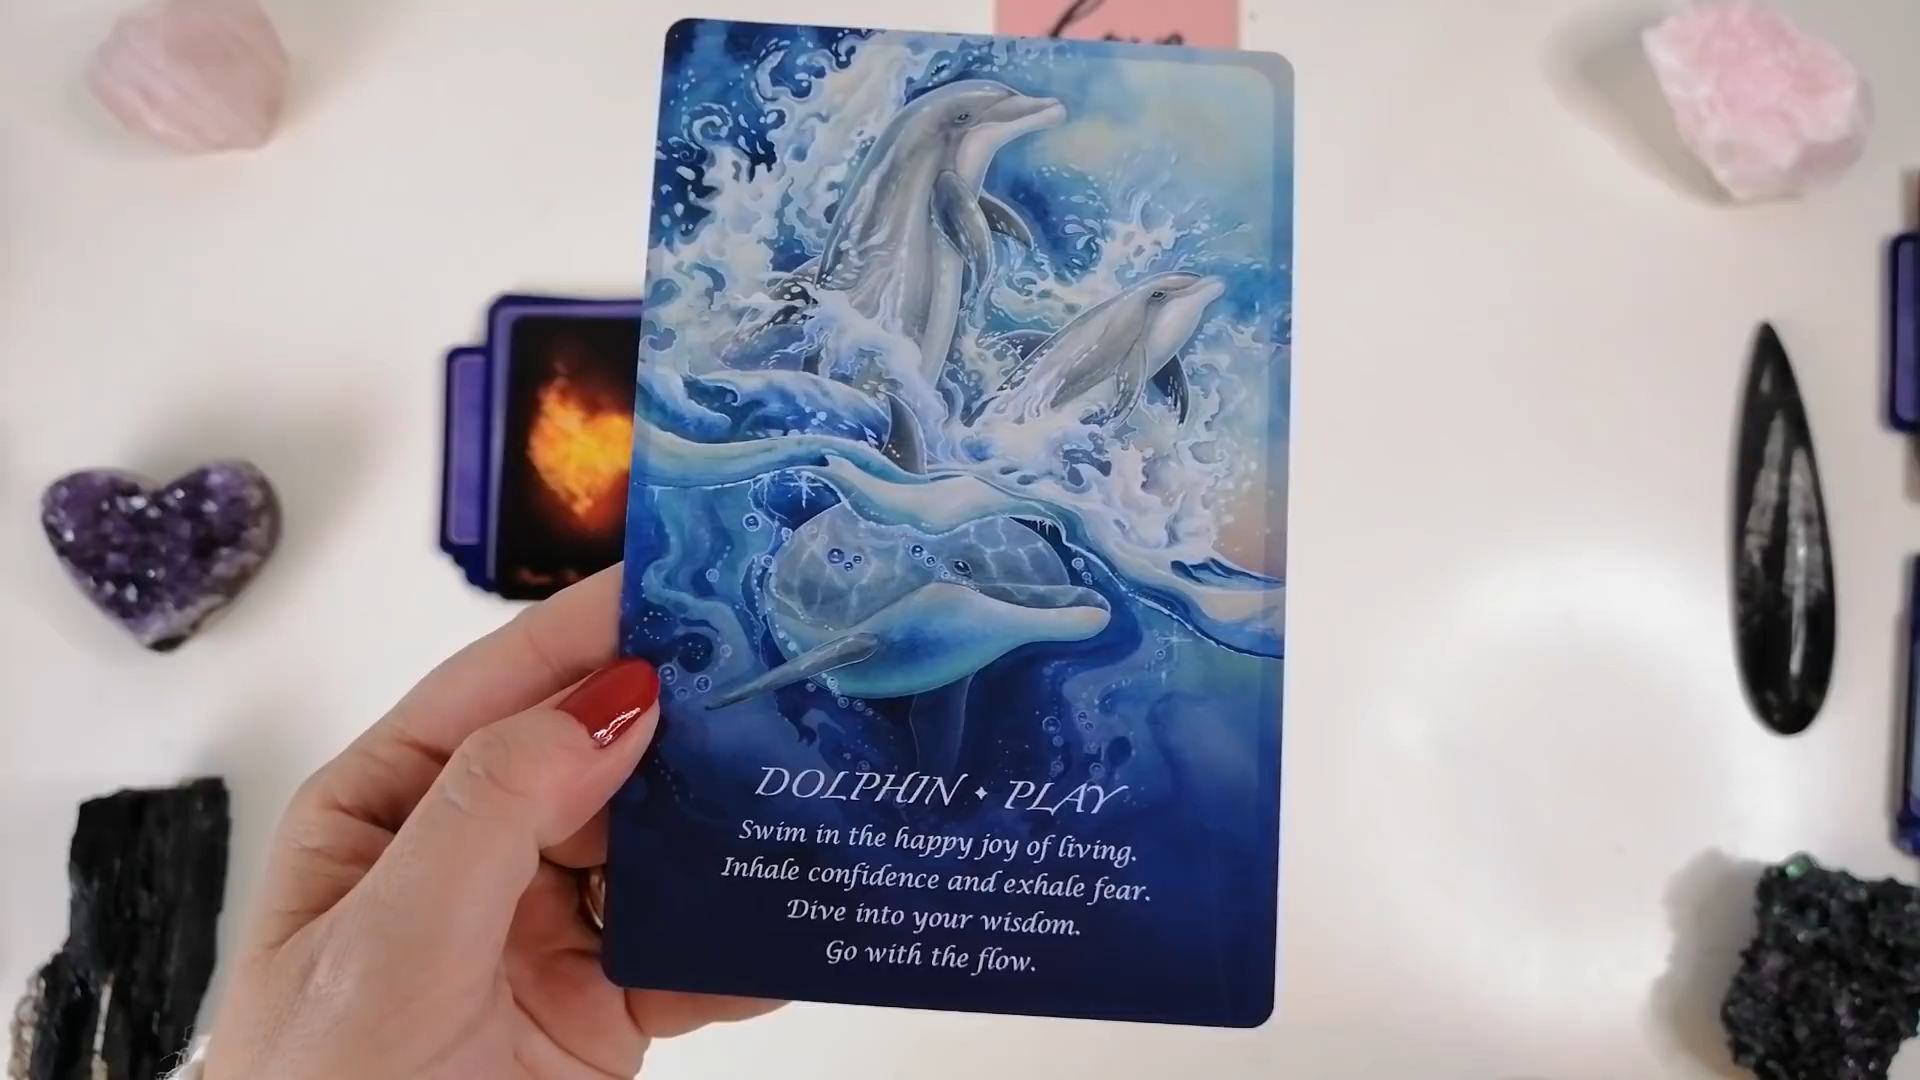 DOLPHIN ✦ PLAY
Swim in the happy joy of living.
Inhale confidence and exhale fear.
Dive into your wisdom.
Go with the flow.